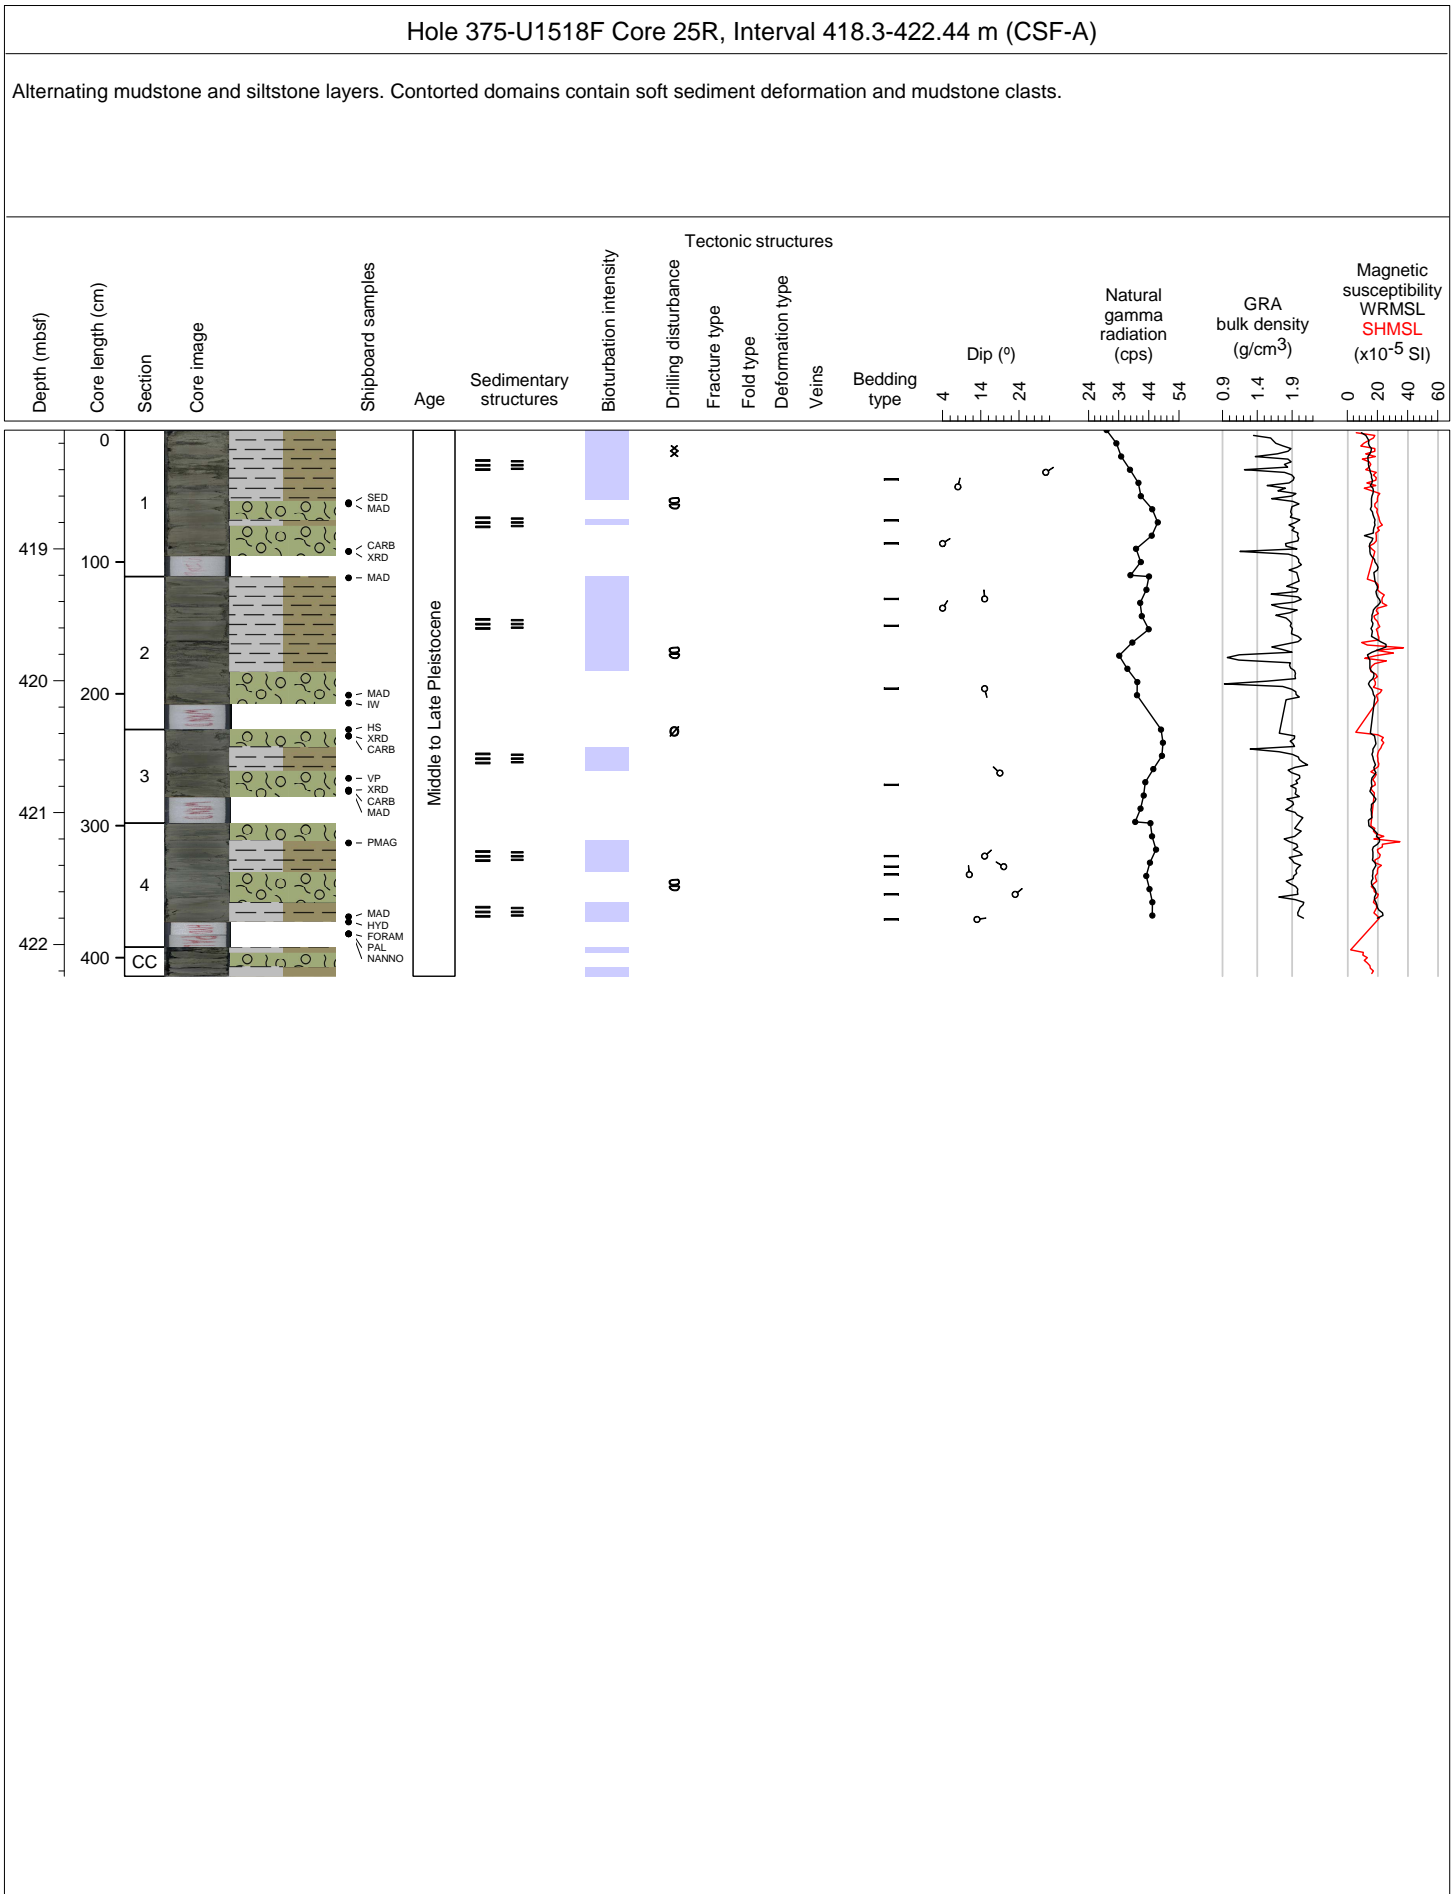 Hole 375-U1518F Core 25R, Interval 418.3-422.44 m (CSF-A)
Alternating mudstone and siltstone layers. Contorted domains contain soft sediment deformation and mudstone clasts.
Depth (mbsf)
Core length (cm)
Section
Core image
Shipboard samples
Age
Sedimentary
structures
Bioturbation intensity
Tectonic structures
Drilling disturbance
Fracture type
Fold type
Deformation type
Veins
Bedding
type
Dip (º)
4 14 24
Natural
gamma
radiation
(cps)
24 34 44 54
GRA
bulk density
(g/cm3)
0.9 1.4 1.9
Magnetic
susceptibility
WRMSL
SHMSL
(x10-5 SI)
0 20 40 60
419
420
421
422
0
100
200
300
400
1
2
3
4
CC
SED
MAD
CARB
XRD
MAD
MAD
IW
HS
XRD
CARB
VP
XRD
CARB
MAD
PMAG
MAD
HYD
FORAM
PAL
NANNO
Middle to Late Pleistocene